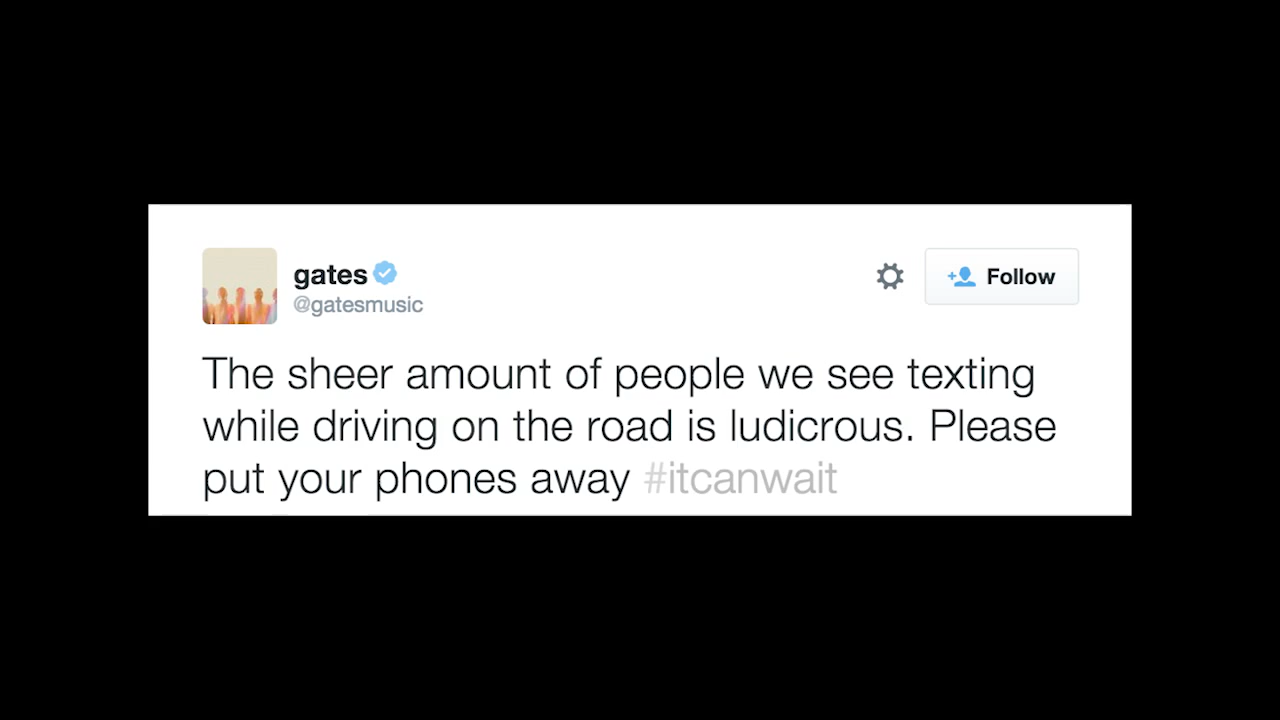 gates
@gatesmusic
Follow
The sheer amount of people we see texting
while driving on the road is ludicrous. Please
put your phones away #itcanwait